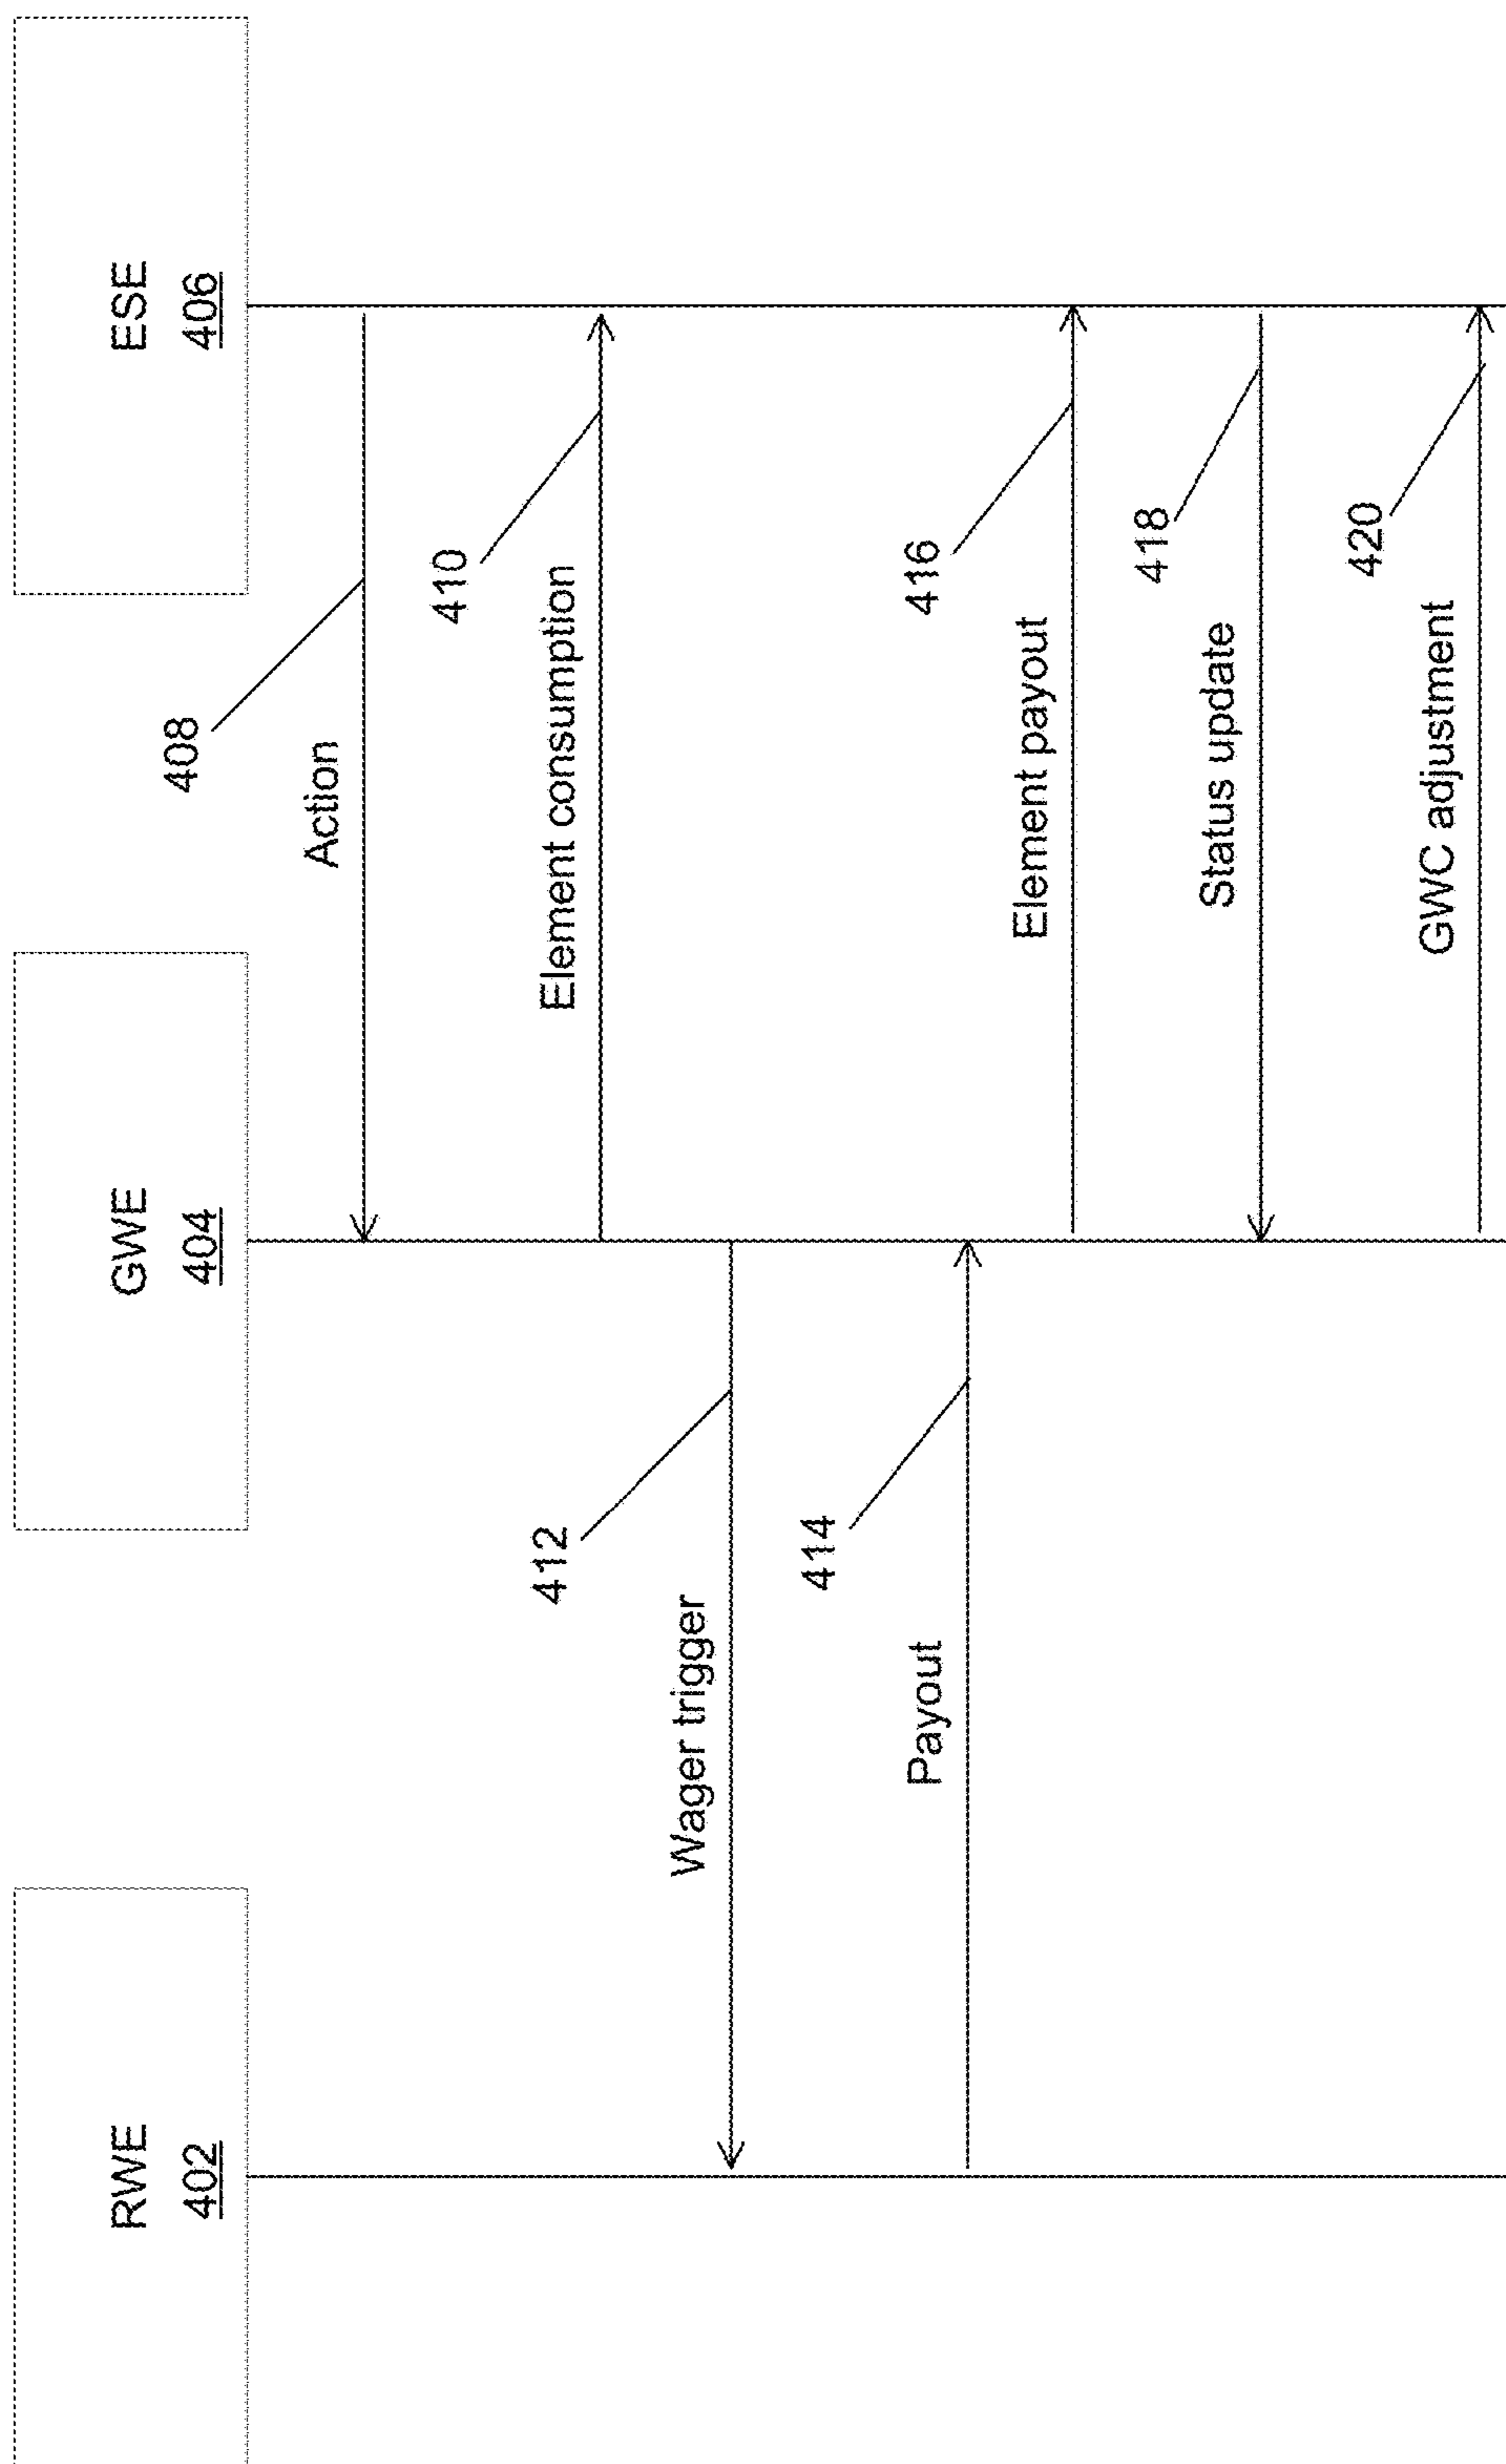 RWE
402
GWE
404
ESE
406
408
Action
410
Element consumption
412
Wager trigger
414
Payout
416
Element payout
418
Status update
420
GWC adjustment